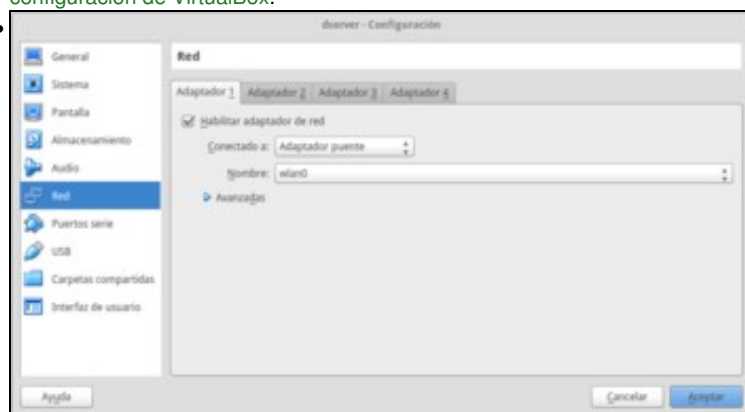 configuración de VirtualBox.
dserver - Configuración
General
Red
Sistema
Adaptador 1 Adaptador 2 Adaptador 3 Adaptador 4
Pantalla
Habilitar adaptador de red
Almacenamiento
Conectado a: Adaptador puente
Audio
Nombre: wlan0
Red
Avanzadas
Puertos serie
USB
Carpetas compartidas
Interfaz de usuario
Ayuda
Cancelar
Aceptar